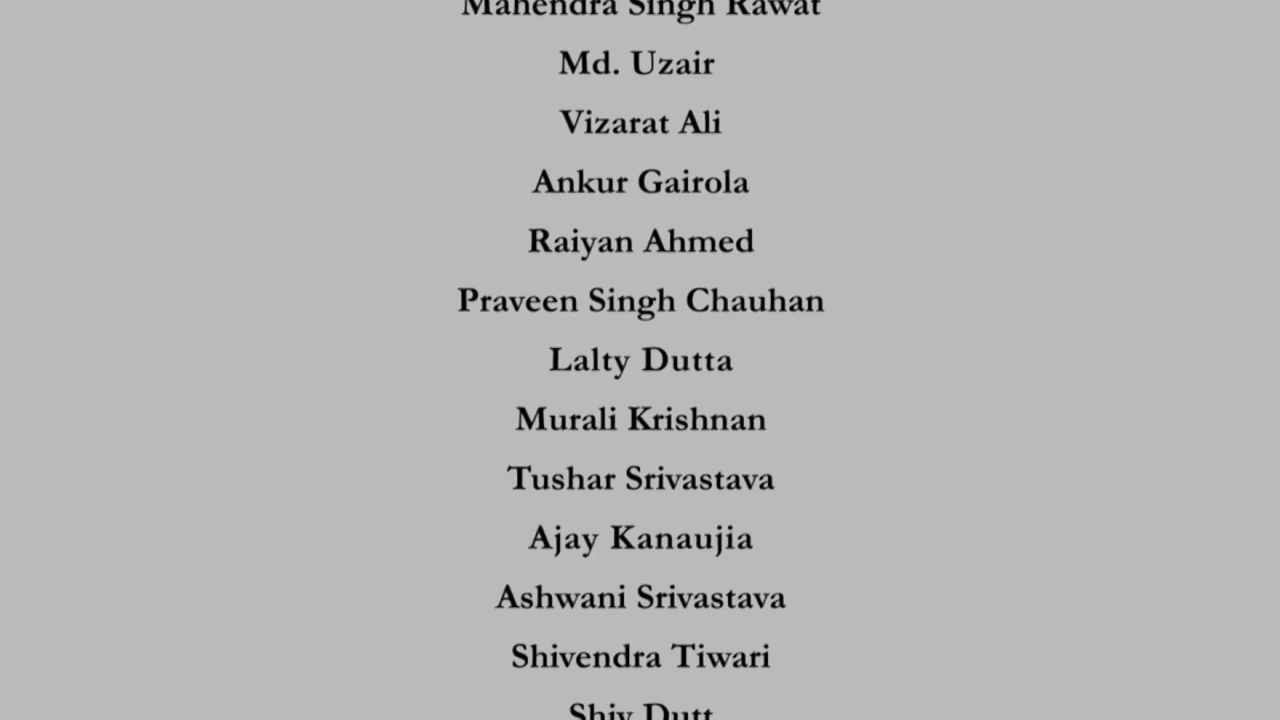 Mahendra Singh Rawat
Md. Uzair
Vizarat Ali
Ankur Gairola
Raiyan Ahmed
Praveen Singh Chauhan
Lalty Dutta
Murali Krishnan
Tushar Srivastava
Ajay Kanaujia
Ashwani Srivastava
Shivendra Tiwari
Shiv Dutt